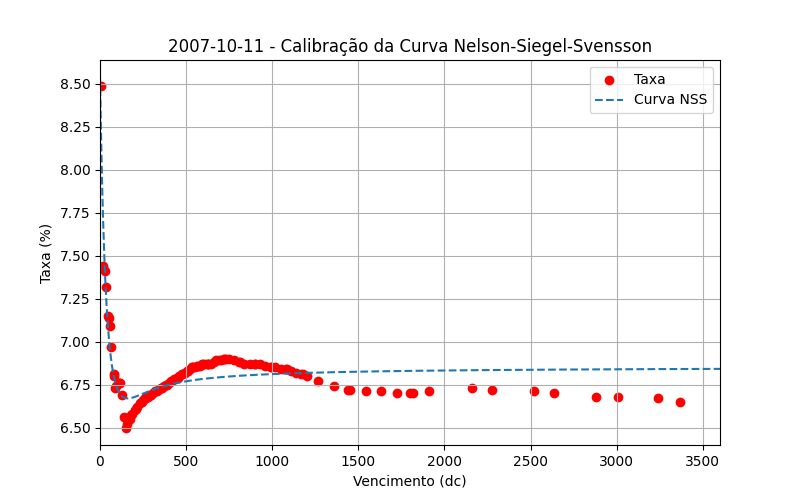 2007-10-11 - Calibração da Curva Nelson-Siegel-Svensson
Taxa
Curva NSS
8.50
8.25
8.00
7.75
7.50
7.25
7.00
6.75
6.50
Taxa (%)
0 500 1000 1500 2000 2500 3000 3500
Vencimento (dc)